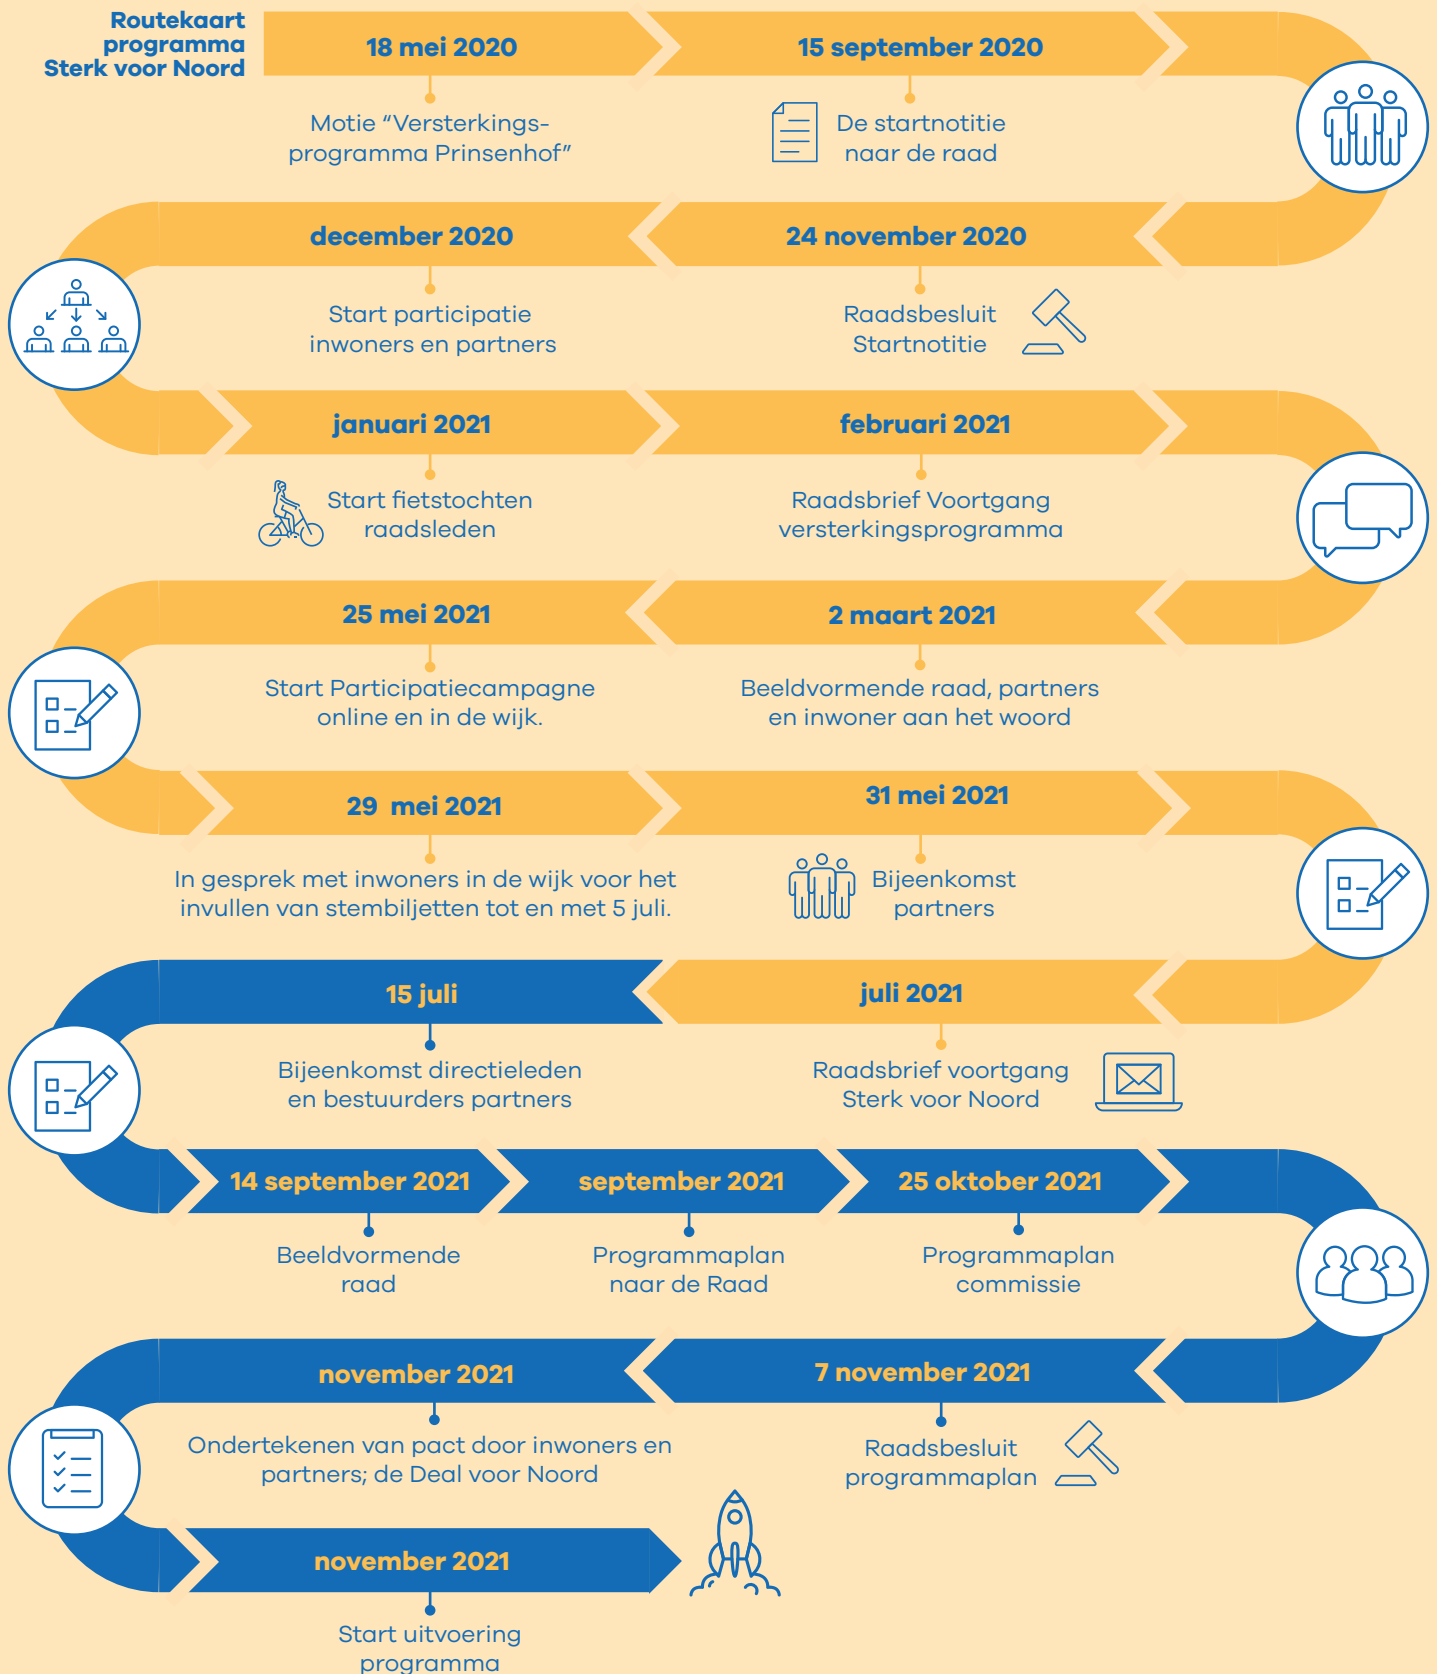 Routekaart
programma
Sterk voor Noord
18 mei 2020
Motie “Versterkings-
programma Prinsenhof”
15 september 2020
De startnotitie
naar de raad
24 november 2020
Raadsbesluit
Startnotitie
december 2020
Start participatie
inwoners en partners
januari 2021
Start fietstochten
raadsleden
februari 2021
Raadsbrief Voortgang
versterkingsprogramma
2 maart 2021
Beeldvormende raad, partners
en inwoner aan het woord
25 mei 2021
Start Participatiecampagne
online en in de wijk.
29 mei 2021
In gesprek met inwoners in de wijk voor het
invullen van stembiljetten tot en met 5 juli.
31 mei 2021
Bijeenkomst
partners
juli 2021
Raadsbrief voortgang
Sterk voor Noord
15 juli
Bijeenkomst directieleden
en bestuurders partners
14 september 2021
Beeldvormende
raad
september 2021
Programmaplan
naar de Raad
25 oktober 2021
Programmaplan
commissie
7 november 2021
Raadsbesluit
programmaplan
november 2021
Ondertekenen van pact door inwoners en
partners; de Deal voor Noord
november 2021
Start uitvoering
programma